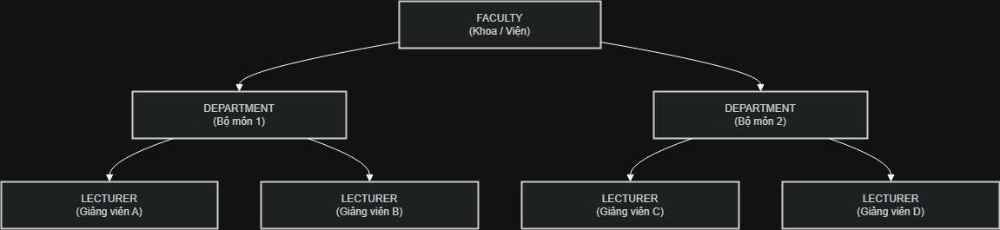 FACULTY
(Khoa / Viện)
DEPARTMENT
(Bộ môn 1)
DEPARTMENT
(Bộ môn 2)
LECTURER
(Giảng viên A)
LECTURER
(Giảng viên B)
LECTURER
(Giảng viên C)
LECTURER
(Giảng viên D)